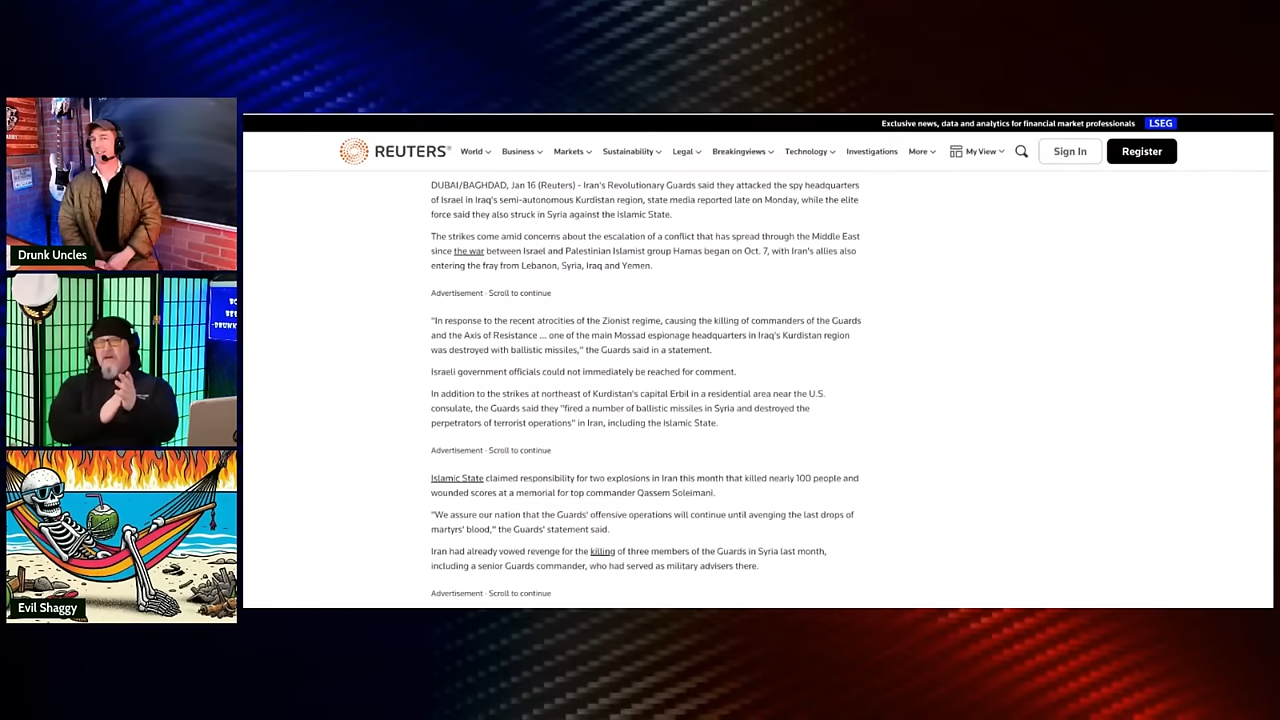 Exclusive news, data and analytics for financial market professionals LSEG
REUTERS® World Business Markets Sustainability Legal Breakingviews Technology Investigations More My View Sign In Register
DUBAI/BAGHDAD, Jan 16 (Reuters) - Iran's Revolutionary Guards said they attacked the spy headquarters
of Israel in Iraq's semi-autonomous Kurdistan region, state media reported late on Monday, while the elite
force said they also struck in Syria against the Islamic State.
The strikes come amid concerns about the escalation of a conflict that has spread through the Middle East
since the war between Israel and Palestinian Islamist group Hamas began on Oct. 7, with Iran's allies also
entering the fray from Lebanon, Syria, Iraq and Yemen.
Advertisement · Scroll to continue
"In response to the recent atrocities of the Zionist regime, causing the killing of commanders of the Guards
and the Axis of Resistance ... one of the main Mossad espionage headquarters in Iraq's Kurdistan region
was destroyed with ballistic missiles," the Guards said in a statement.
Israeli government officials could not immediately be reached for comment.
In addition to the strikes at northeast of Kurdistan's capital Erbil in a residential area near the U.S.
consulate, the Guards said they "fired a number of ballistic missiles in Syria and destroyed the
perpetrators of terrorist operations" in Iran, including the Islamic State.
Advertisement · Scroll to continue
Islamic State claimed responsibility for two explosions in Iran this month that killed nearly 100 people and
wounded scores at a memorial for top commander Qassem Soleimani.
"We assure our nation that the Guards' offensive operations will continue until avenging the last drops of
martyrs' blood," the Guards' statement said.
Iran had already vowed revenge for the killing of three members of the Guards in Syria last month,
including a senior Guards commander, who had served as military advisers there.
Advertisement · Scroll to continue
Drunk Uncles
Evil Shaggy